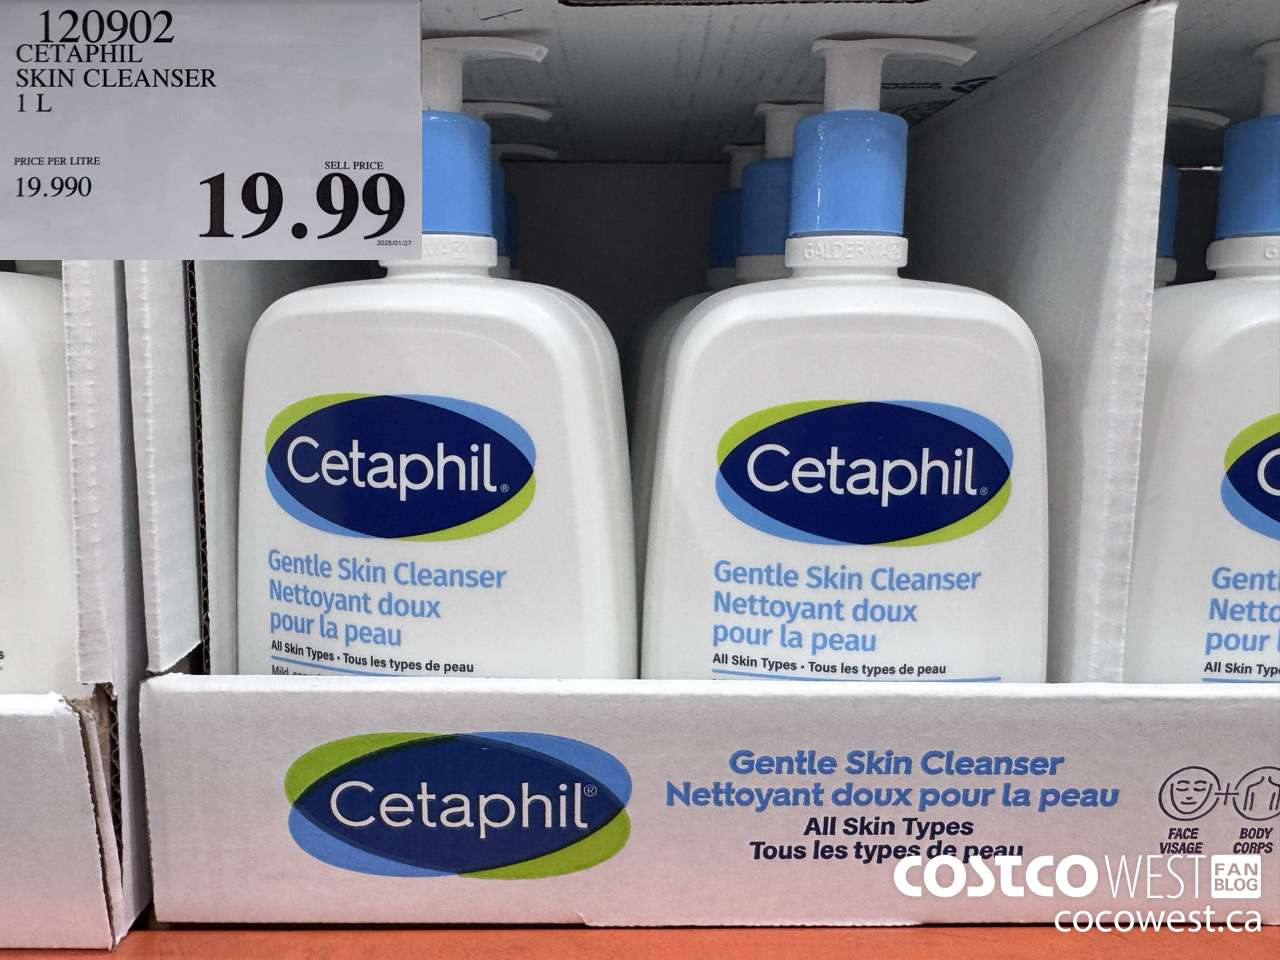 120902
CETAPHIL
SKIN CLEANSER
1 L
PRICE PER LITRE
19.990
SELL PRICE
19.99
2025/01/27
GALDERMA
Cetaphil®
Gentle Skin Cleanser
Nettoyant doux
pour la peau
All Skin Types • Tous les types de peau
Cetaphil®
Gentle Skin Cleanser
Nettoyant doux
pour la peau
All Skin Types • Tous les types de peau
pour
All Skin
Cetaphil®
Gentle Skin Cleanser
Nettoyant doux pour la peau
All Skin Types
Tous les types de peau
FACE
VISAGE
+
BODY
CORPS
COSTCO WEST FAN BLOG
cocowest.ca